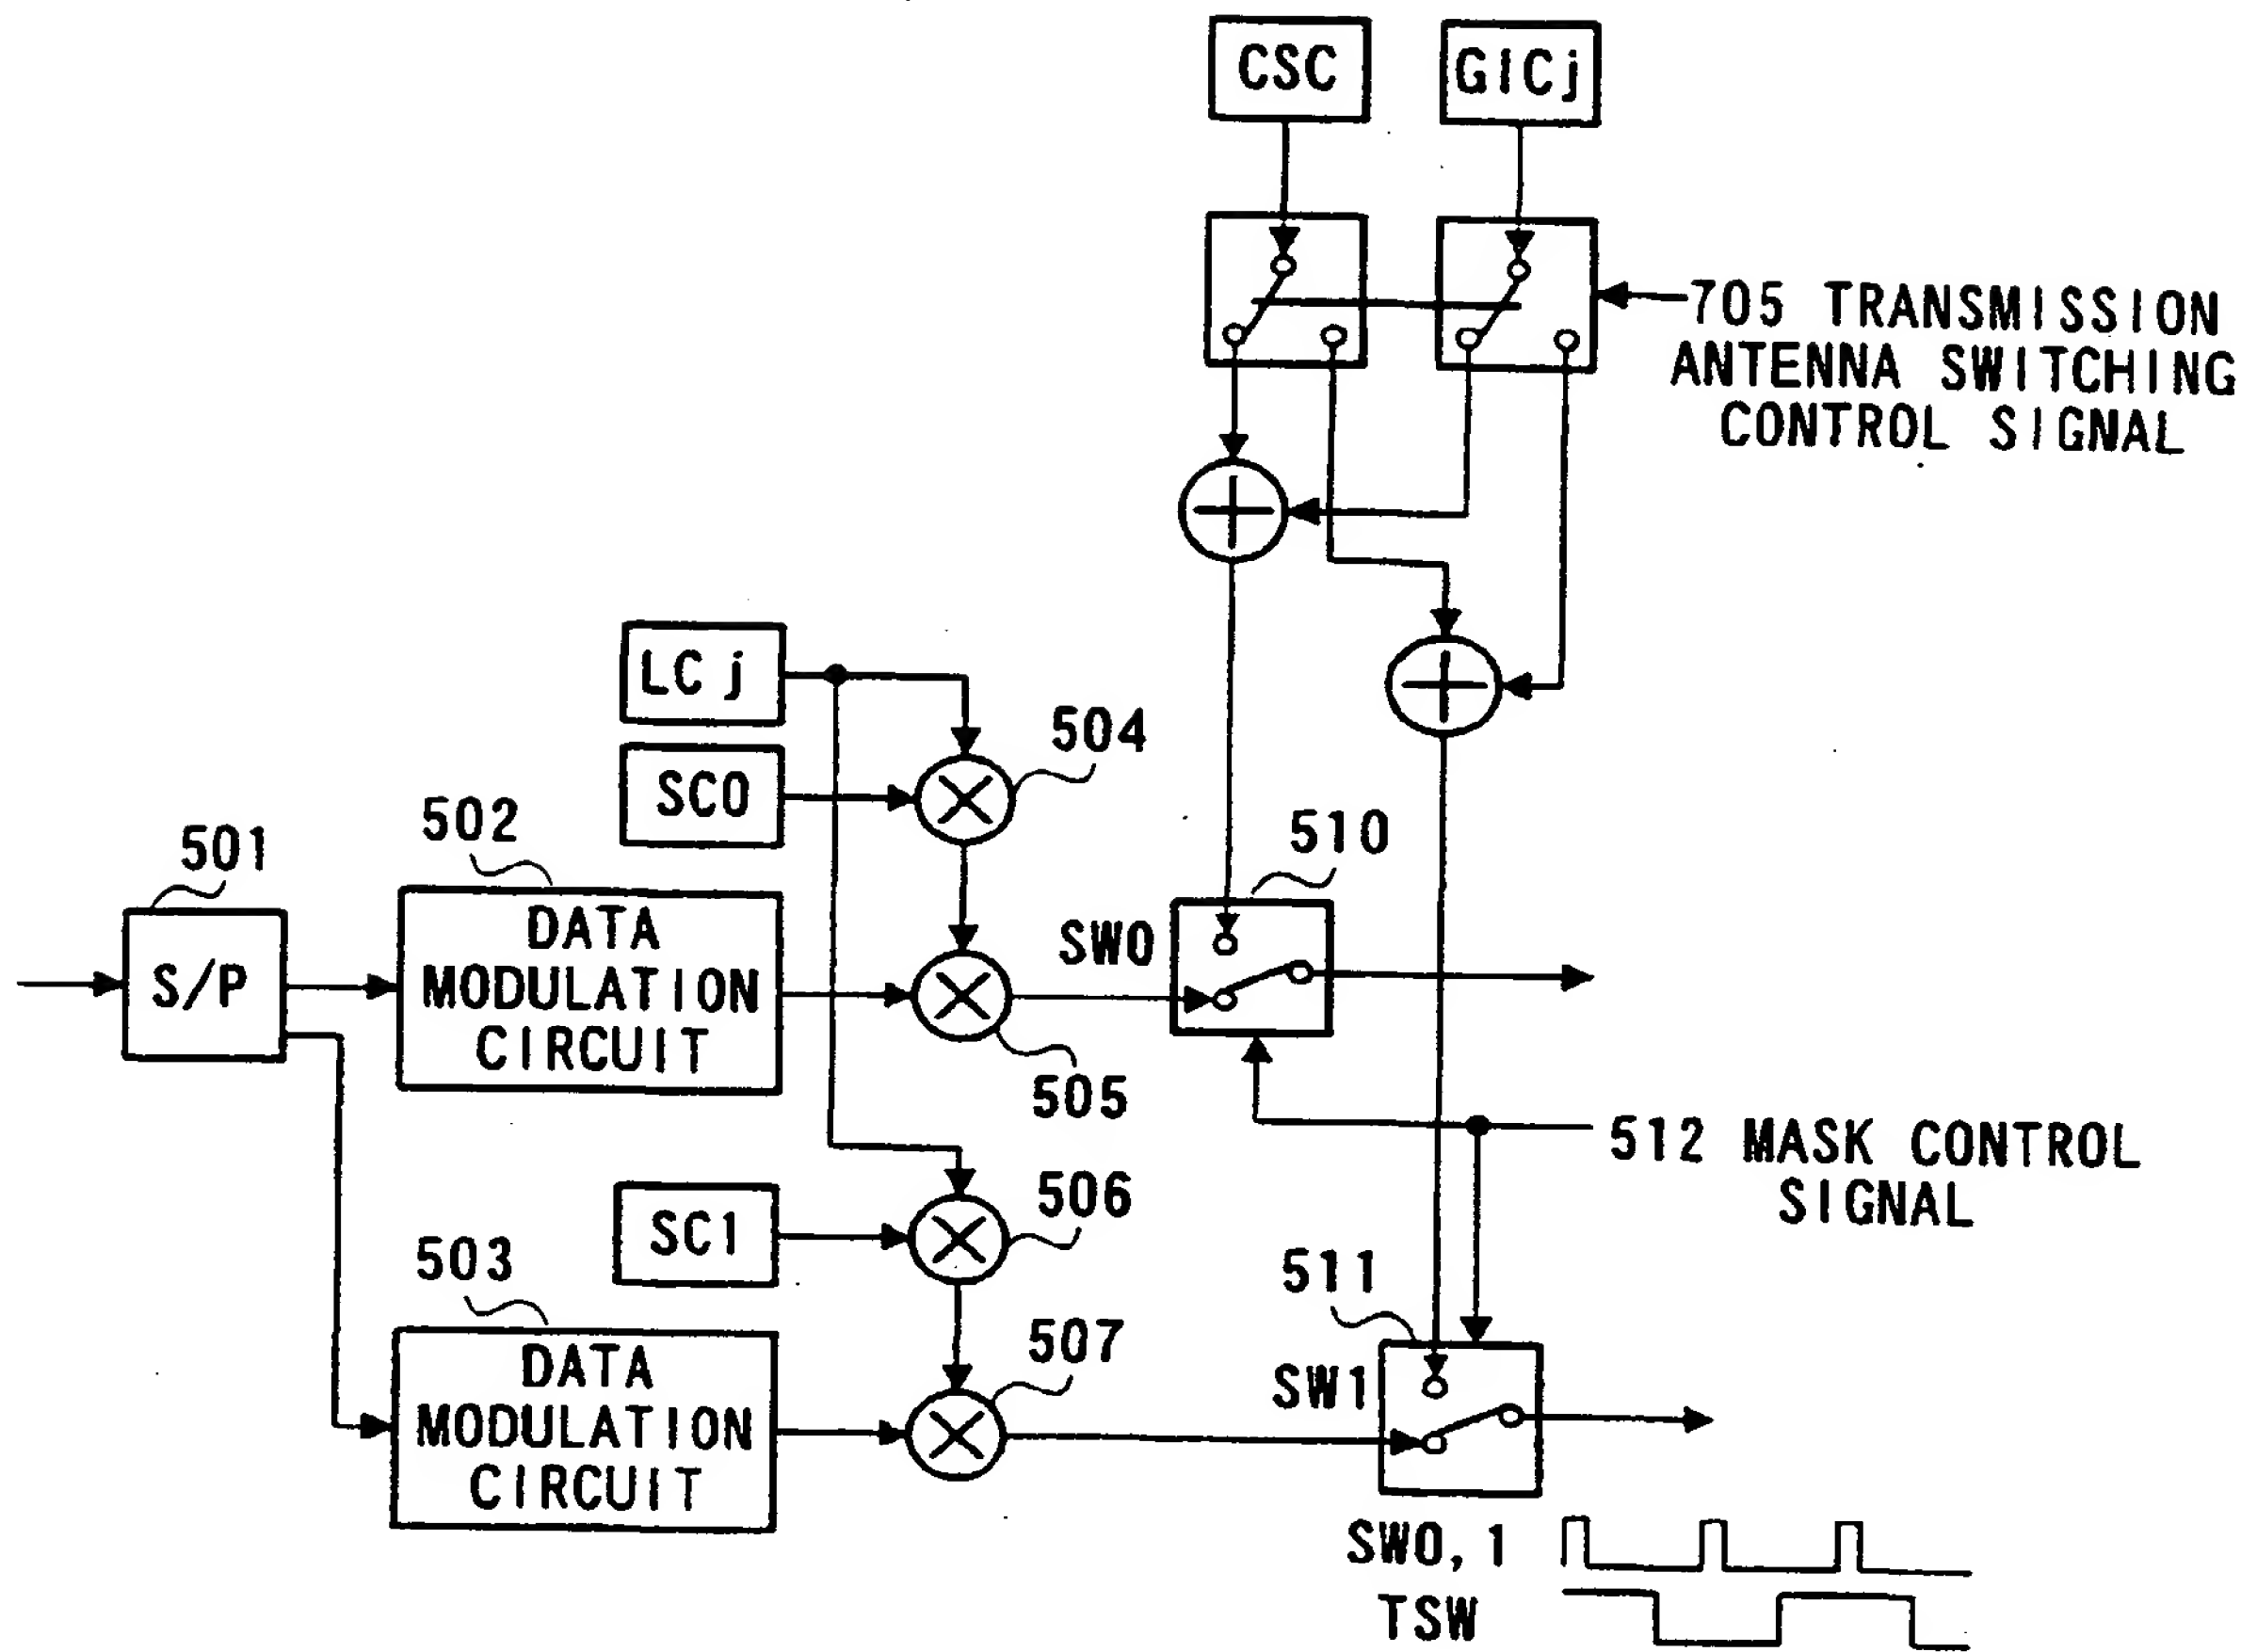 CSC
GICj
705 TRANSMISSION
ANTENNA SWITCHING
CONTROL SIGNAL
LCj
504
SC0
502
510
501
DATA
MODULATION
CIRCUIT
SW0
S/P
505
512 MASK CONTROL
SIGNAL
506
SC1
503
511
507
DATA
MODULATION
CIRCUIT
SW1
SW0, 1
TSW